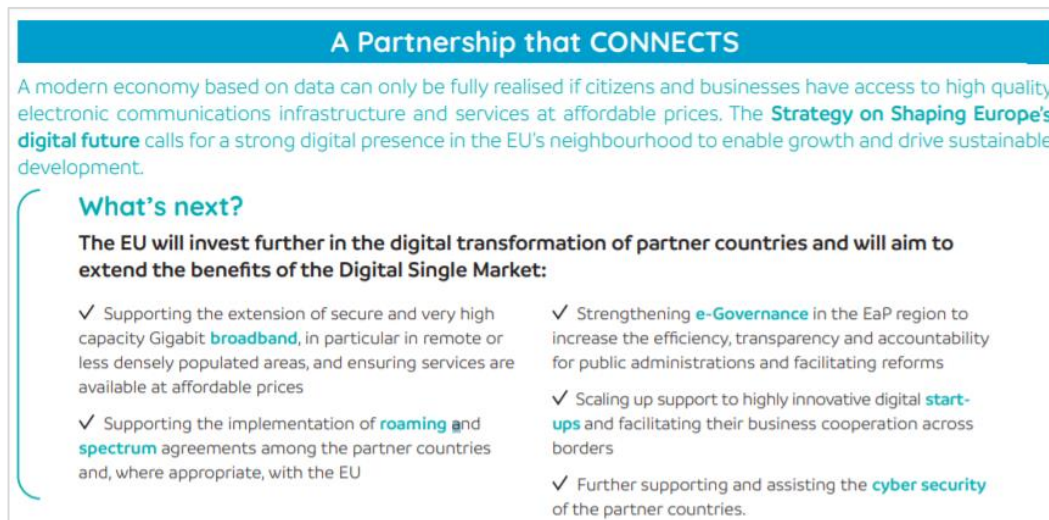 A Partnership that CONNECTS
A modern economy based on data can only be fully realised if citizens and businesses have access to high quality
electronic communications infrastructure and services at affordable prices. The Strategy on Shaping Europe's
digital future calls for a strong digital presence in the EU's neighbourhood to enable growth and drive sustainable
development.
What's next?
The EU will invest further in the digital transformation of partner countries and will aim to
extend the benefits of the Digital Single Market:
✓ Supporting the extension of secure and very high
capacity Gigabit broadband, in particular in remote or
less densely populated areas, and ensuring services are
available at affordable prices
✓ Supporting the implementation of roaming and
spectrum agreements among the partner countries
and, where appropriate, with the EU
✓ Strengthening e-Governance in the EaP region to
increase the efficiency, transparency and accountability
for public administrations and facilitating reforms
✓ Scaling up support to highly innovative digital start-
ups and facilitating their business cooperation across
borders
✓ Further supporting and assisting the cyber security
of the partner countries.